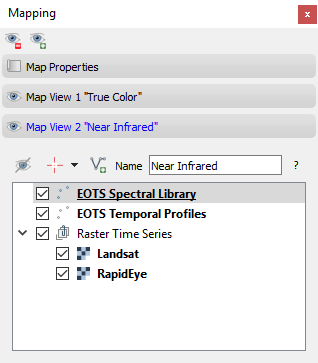 Mapping
Map Properties
Map View 1 "True Color"
Map View 2 "Near Infrared"
Name Near Infrared ?
EOTS Spectral Library
EOTS Temporal Profiles
Raster Time Series
Landsat
RapidEye